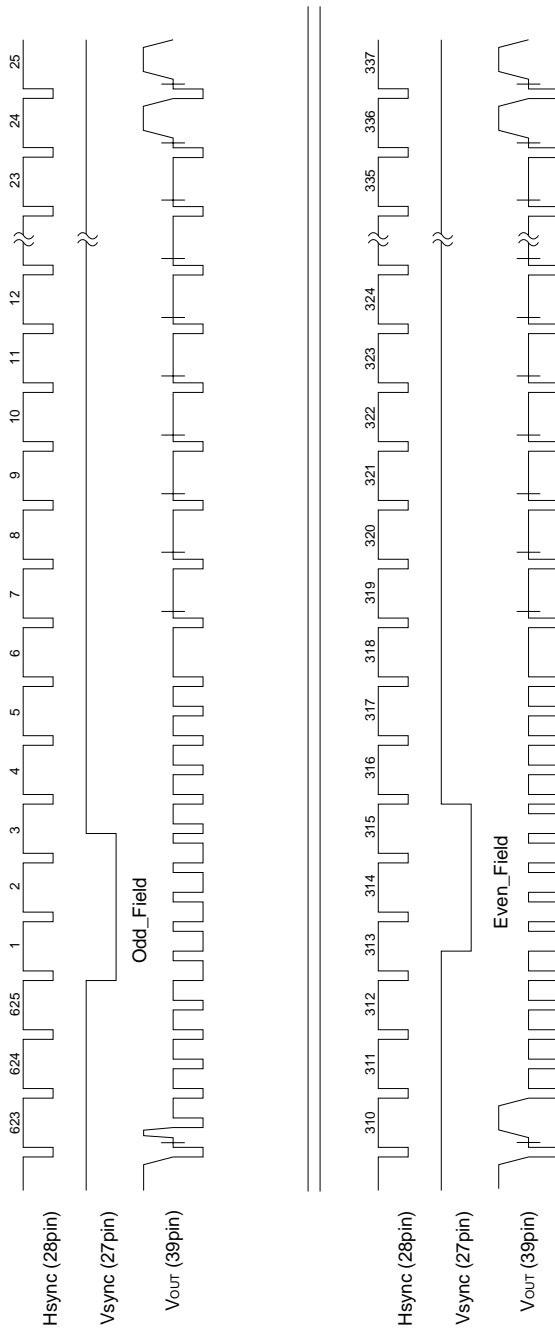 623 624 625 1 2 3 4 5 6 7 8 9 10 11 12 23 24 25
Hsync (28pin)
Vsync (27pin)
Odd_Field
VOUT (39pin)
310 311 312 313 314 315 316 317 318 319 320 321 322 323 324 335 336 337
Hsync (28pin)
Vsync (27pin)
Even_Field
VOUT (39pin)